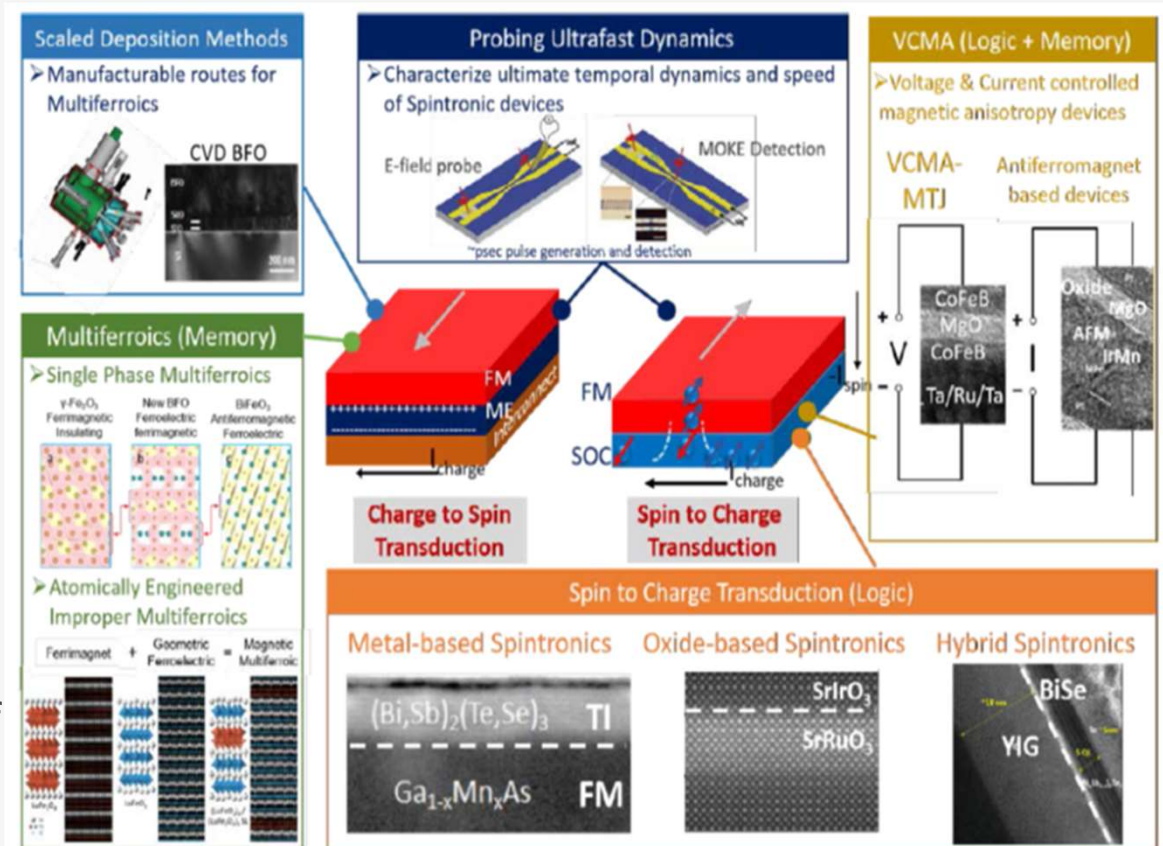 Scaled Deposition Methods
➢Manufacturable routes for
Multiferroics
CVD BFO
Probing Ultrafast Dynamics
➢Characterize ultimate temporal dynamics and speed
of Spintronic devices
E-field probe
MOKE Detection
~psec pulse generation and detection
VCMA (Logic + Memory)
➢Voltage & Current controlled
magnetic anisotropy devices
VCMA-
MTJ
Antiferromagnet
based devices
+
V
−
CoFeB
MgO
CoFeB
Ta/Ru/Ta
+
I
−
Oxide
MgO
AFM
IrMn
Multiferroics (Memory)
➢Single Phase Multiferroics
γ-Fe₂O₃
Ferrimagnetic
Insulating
New BFO
Ferroelectric
ferrimagnetic
BiFeO₃
Antiferromagnetic
Ferroelectric
a
b
c
➢Atomically Engineered
Improper Multiferroics
Ferrimagnet + Geometric Ferroelectric = Magnetic Multiferroic
FM
ME
Interconnect
Icharge
Charge to Spin
Transduction
FM
SOC
Ispin
Icharge
Spin to Charge
Transduction
Spin to Charge Transduction (Logic)
Metal-based Spintronics
(Bi,Sb)₂(Te,Se)₃ TI
Ga₁₋ₓMnₓAs FM
Oxide-based Spintronics
SrIrO₃
SrRuO₃
Hybrid Spintronics
BiSe
YIG